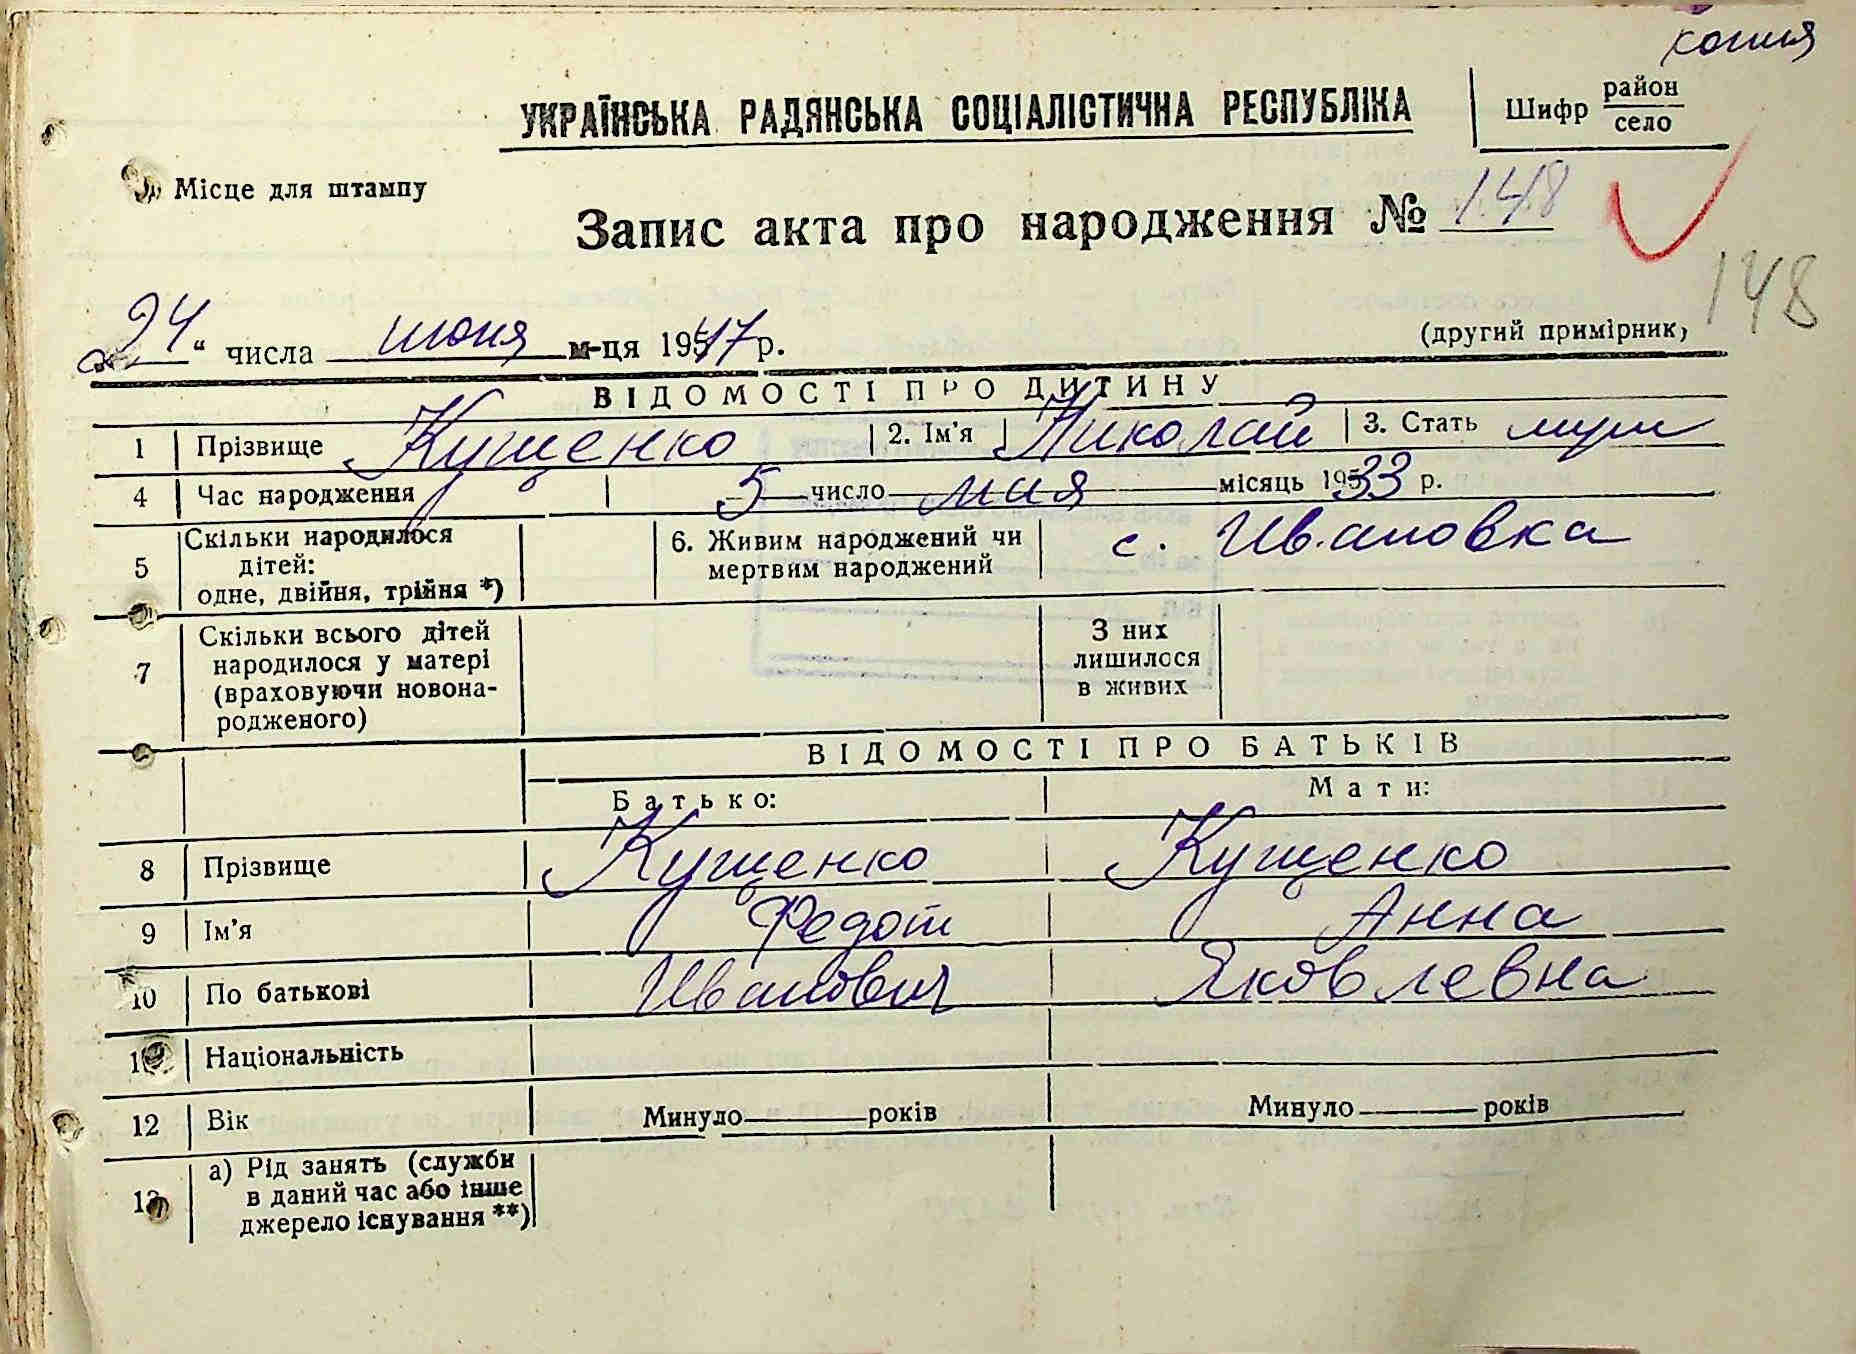 копия
УКРАЇНСЬКА РАДЯНСЬКА СОЦІАЛІСТИЧНА РЕСПУБЛІКА
Шифр район
село
Місце для штампу
Запис акта про народження № 148
148
„24“ числа июня м-ця 1947 р.
(другий примірник)
ВІДОМОСТІ ПРО ДИТИНУ
1 Прізвище Кущенко 2. Ім'я Николай 3. Стать муж
4 Час народження 5 число мая місяць 1933 р.
5 Скільки народилося дітей: одне, двійня, трійня *) 6. Живим народжений чи мертвим народжений с. Ивановка
7 Скільки всього дітей народилося у матері (враховуючи новона-родженого) З них лишилося в живих
ВІДОМОСТІ ПРО БАТЬКІВ
Батько: Мати:
8 Прізвище Кущенко Кущенко
9 Ім'я Федот Анна
10 По батькові Иванович Яковлевна
Національність
12 Вік Минуло року років Минуло років
13 а) Рід занять (служби в даний час або інше джерело існування **)